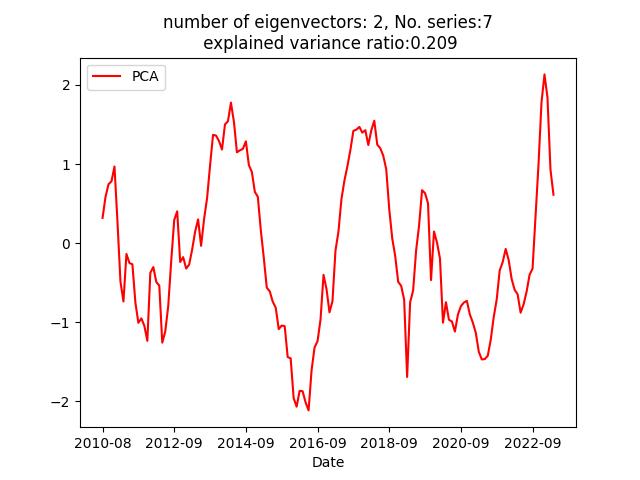 number of eigenvectors: 2, No. series:7
explained variance ratio:0.209
PCA
2
1
0
−1
−2
2010-08 2012-09 2014-09 2016-09 2018-09 2020-09 2022-09
Date